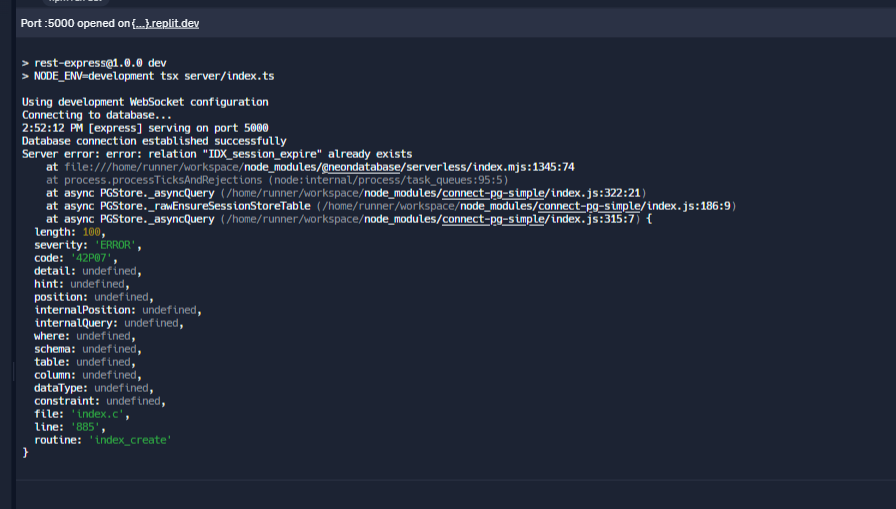 Port :5000 opened on {...}.replit.dev
> rest-express@1.0.0 dev
> NODE_ENV=development tsx server/index.ts
Using development WebSocket configuration
Connecting to database...
2:52:12 PM [express] serving on port 5000
Database connection established successfully
Server error: error: relation "IDX_session_expire" already exists
    at file:///home/runner/workspace/node_modules/@neondatabase/serverless/index.mjs:1345:74
    at process.processTicksAndRejections (node:internal/process/task_queues:95:5)
    at async PGStore._asyncQuery (/home/runner/workspace/node_modules/connect-pg-simple/index.js:322:21)
    at async PGStore._rawEnsureSessionStoreTable (/home/runner/workspace/node_modules/connect-pg-simple/index.js:186:9)
    at async PGStore._asyncQuery (/home/runner/workspace/node_modules/connect-pg-simple/index.js:315:7) {
  length: 100,
  severity: 'ERROR',
  code: '42P07',
  detail: undefined,
  hint: undefined,
  position: undefined,
  internalPosition: undefined,
  internalQuery: undefined,
  where: undefined,
  schema: undefined,
  table: undefined,
  column: undefined,
  dataType: undefined,
  constraint: undefined,
  file: 'index.c',
  line: '885',
  routine: 'index_create'
}